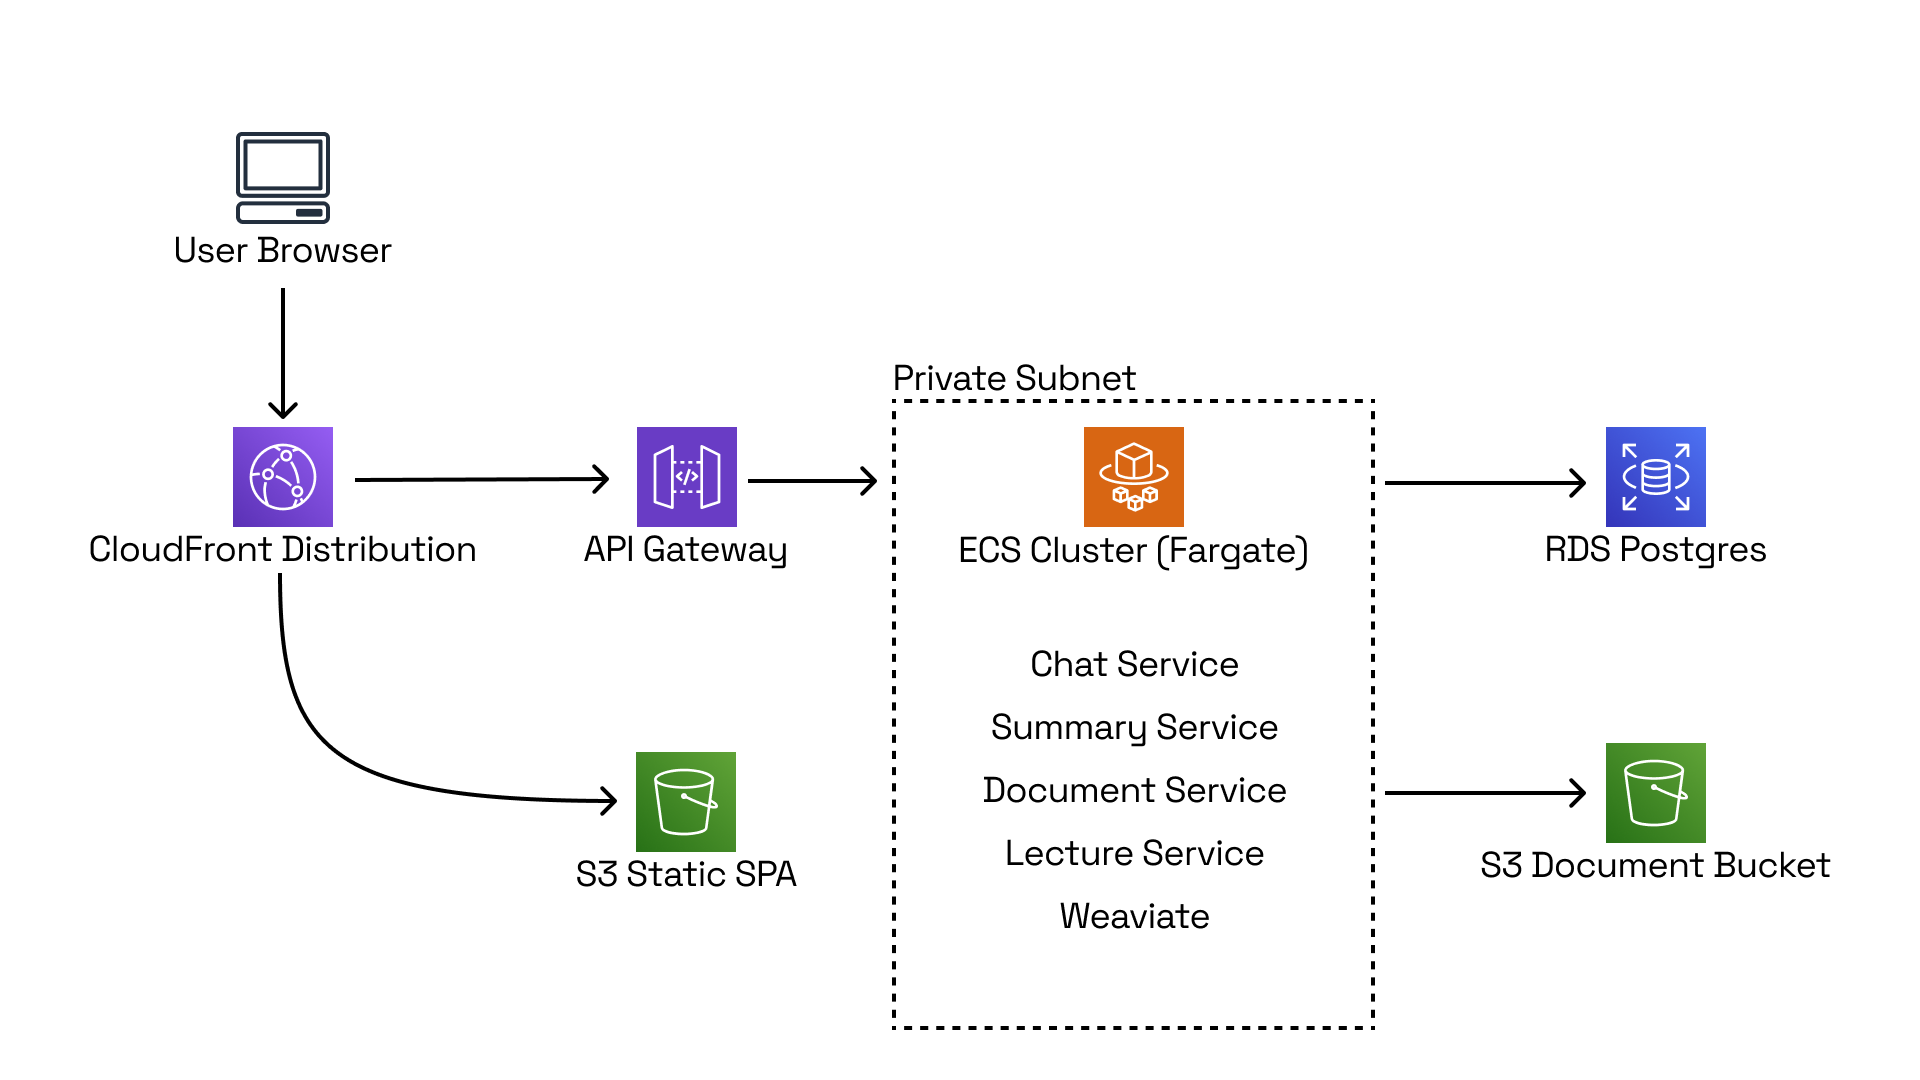 User Browser
Private Subnet
CloudFront Distribution
API Gateway
ECS Cluster (Fargate)
RDS Postgres
Chat Service
Summary Service
Document Service
Lecture Service
Weaviate
S3 Static SPA
S3 Document Bucket